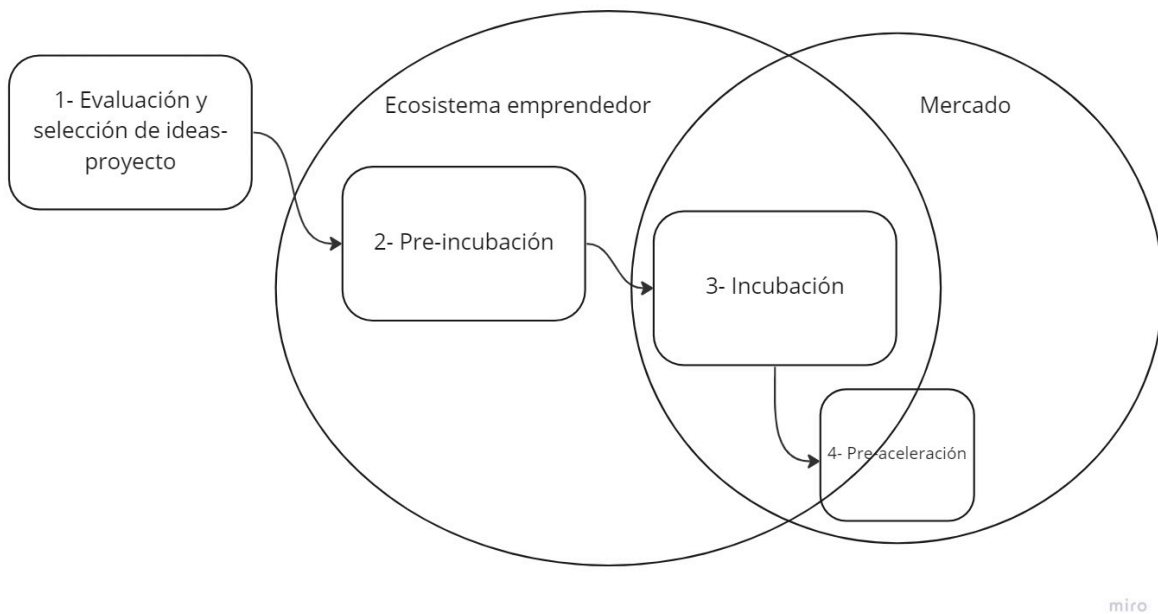 1- Evaluación y
selección de ideas-
proyecto
Ecosistema emprendedor
Mercado
2- Pre-incubación
3- Incubación
4- Pre-aceleración
miro